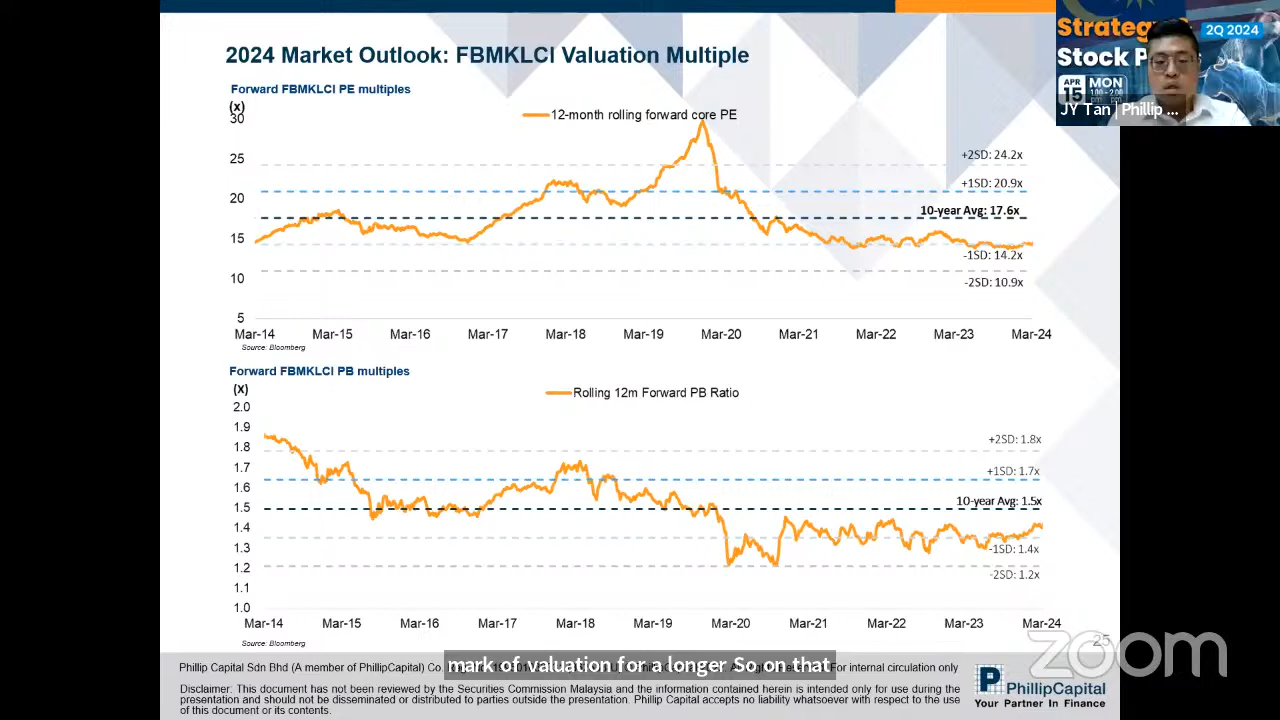 2024 Market Outlook: FBMKLCI Valuation Multiple
Forward FBMKLCI PE multiples
(x)
30
25
20
15
10
5
12-month rolling forward core PE
+2SD: 24.2x
+1SD: 20.9x
10-year Avg: 17.6x
-1SD: 14.2x
-2SD: 10.9x
Mar-14 Mar-15 Mar-16 Mar-17 Mar-18 Mar-19 Mar-20 Mar-21 Mar-22 Mar-23 Mar-24
Source: Bloomberg
Forward FBMKLCI PB multiples
(X)
2.0
1.9
1.8
1.7
1.6
1.5
1.4
1.3
1.2
1.1
1.0
Rolling 12m Forward PB Ratio
+2SD: 1.8x
+1SD: 1.7x
10-year Avg: 1.5x
-1SD: 1.4x
-2SD: 1.2x
Mar-14 Mar-15 Mar-16 Mar-17 Mar-18 Mar-19 Mar-20 Mar-21 Mar-22 Mar-23 Mar-24
Source: Bloomberg
25
Phillip Capital Sdn Bhd (A member of PhillipCapital) Co. For internal circulation only
mark of valuation for a longer So on that
Disclaimer: This document has not been reviewed by the Securities Commission Malaysia and the information contained herein is intended only for use during the
presentation and should not be disseminated or distributed to parties outside the presentation. Phillip Capital accepts no liability whatsoever with respect to the use
of this document or its contents.
P
PhillipCapital
Your Partner In Finance
zoom
Strategy
2Q 2024
Stock
APR
15
MON
JY Tan | Phillip ...